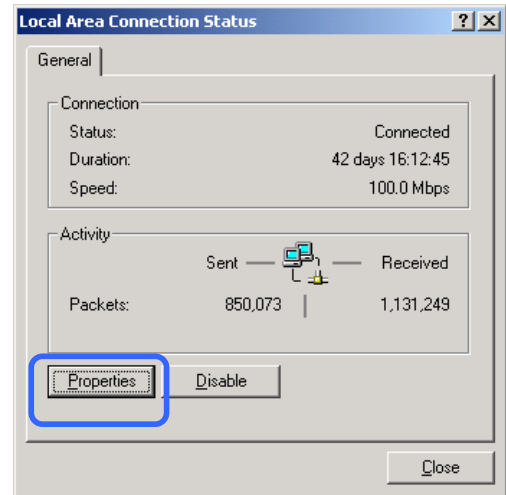 Local Area Connection Status ? X
General
Connection
Status: Connected
Duration: 42 days 16:12:45
Speed: 100.0 Mbps
Activity
Sent Received
Packets: 850,073 1,131,249
Properties Disable
Close